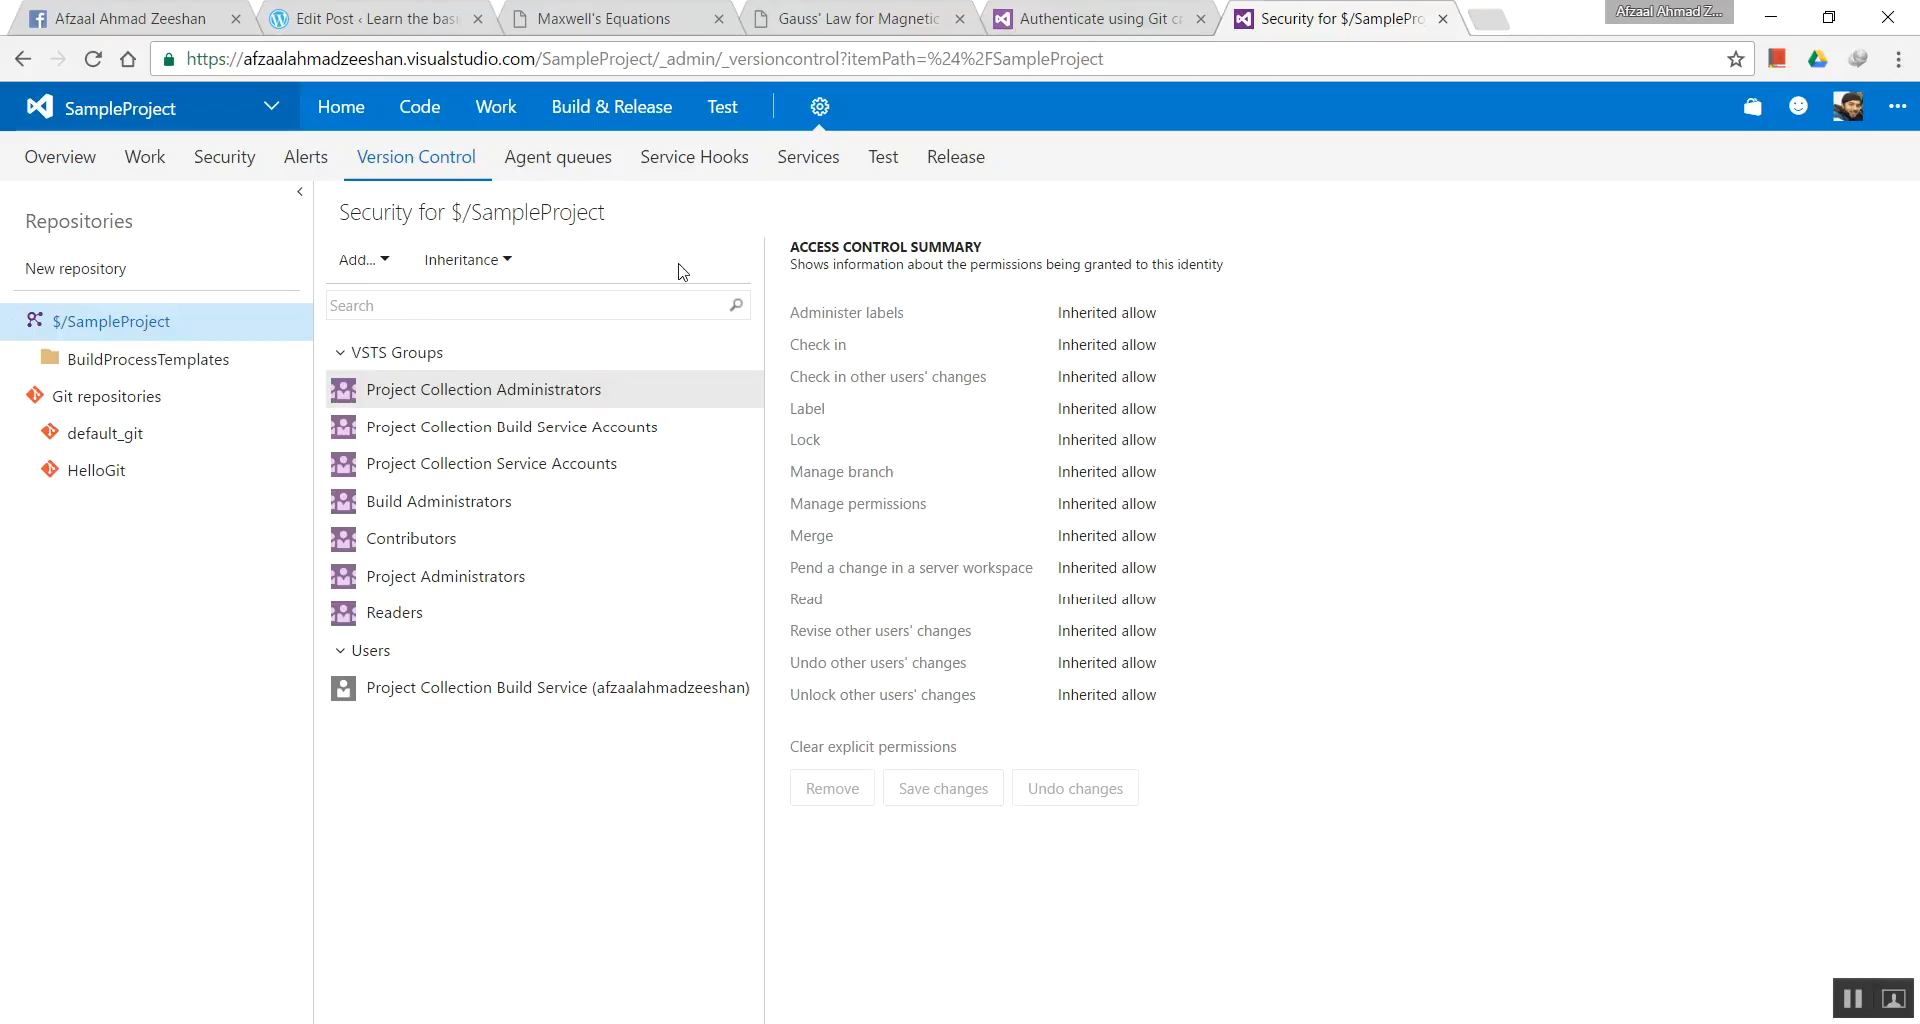 Afzaal Ahmad Zeeshan
Edit Post ‹ Learn the basi
Maxwell's Equations
Gauss' Law for Magnetic
Authenticate using Git cr
Security for $/SamplePro
Afzaal Ahmad Z...
https://afzaalahmadzeeshan.visualstudio.com/SampleProject/_admin/_versioncontrol?itemPath=%24%2FSampleProject
SampleProject
Home
Code
Work
Build & Release
Test
Overview
Work
Security
Alerts
Version Control
Agent queues
Service Hooks
Services
Test
Release
Repositories
New repository
$/SampleProject
BuildProcessTemplates
Git repositories
default_git
HelloGit
Security for $/SampleProject
Add...
Inheritance
Search
VSTS Groups
Project Collection Administrators
Project Collection Build Service Accounts
Project Collection Service Accounts
Build Administrators
Contributors
Project Administrators
Readers
Users
Project Collection Build Service (afzaalahmadzeeshan)
ACCESS CONTROL SUMMARY
Shows information about the permissions being granted to this identity
Administer labels Inherited allow
Check in Inherited allow
Check in other users' changes Inherited allow
Label Inherited allow
Lock Inherited allow
Manage branch Inherited allow
Manage permissions Inherited allow
Merge Inherited allow
Pend a change in a server workspace Inherited allow
Read Inherited allow
Revise other users' changes Inherited allow
Undo other users' changes Inherited allow
Unlock other users' changes Inherited allow
Clear explicit permissions
Remove
Save changes
Undo changes